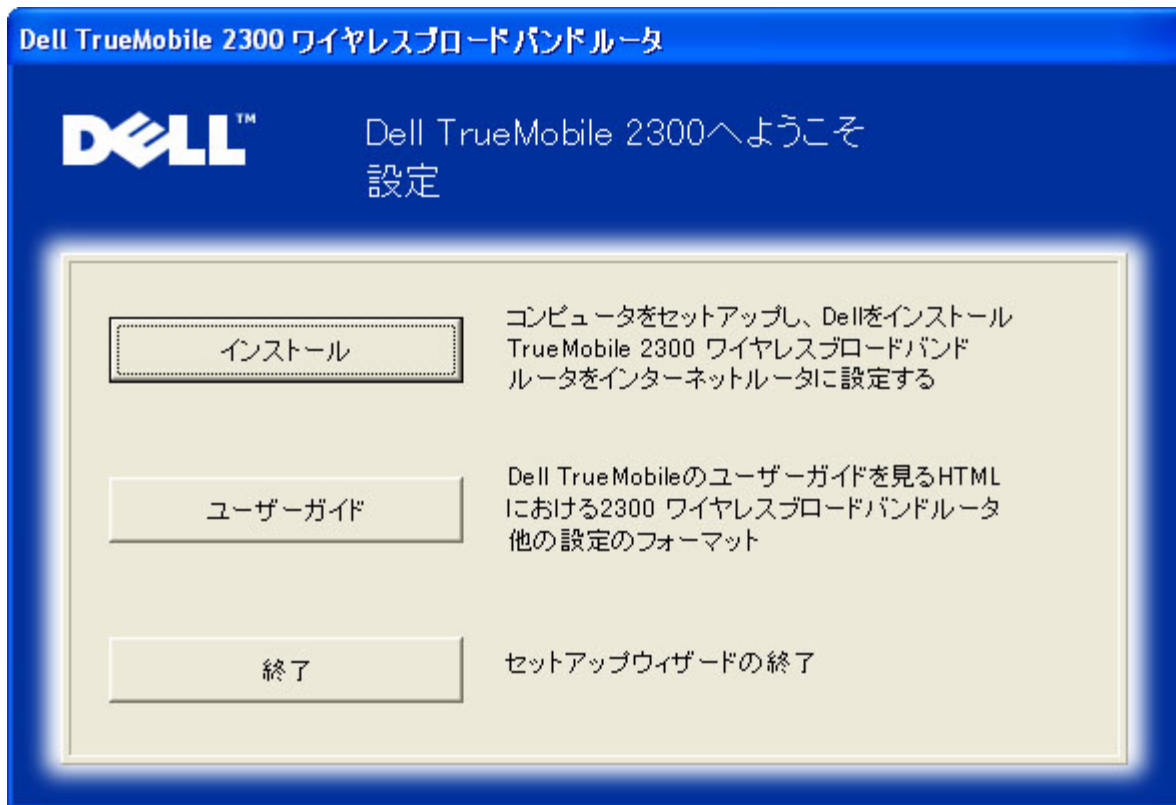 Dell TrueMobile 2300 ワイヤレスブロードバンドルータ
DELL™
Dell TrueMobile 2300へようこそ
設定
インストール
コンピュータをセットアップし、Dellをインストール
TrueMobile 2300 ワイヤレスブロードバンド
ルータをインターネットルータに設定する
ユーザーガイド
Dell TrueMobileのユーザーガイドを見るHTML
における2300 ワイヤレスブロードバンドルータ
他の設定のフォーマット
終了
セットアップウィザードの終了